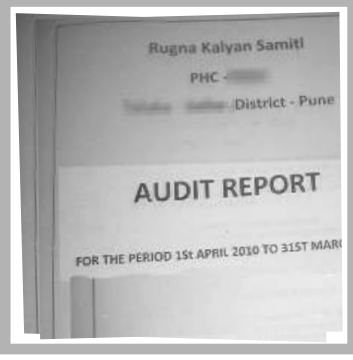 Rugna Kalyan Samiti
PHC -
District - Pune
AUDIT REPORT
FOR THE PERIOD 1St APRIL 2010 TO 31ST MAR